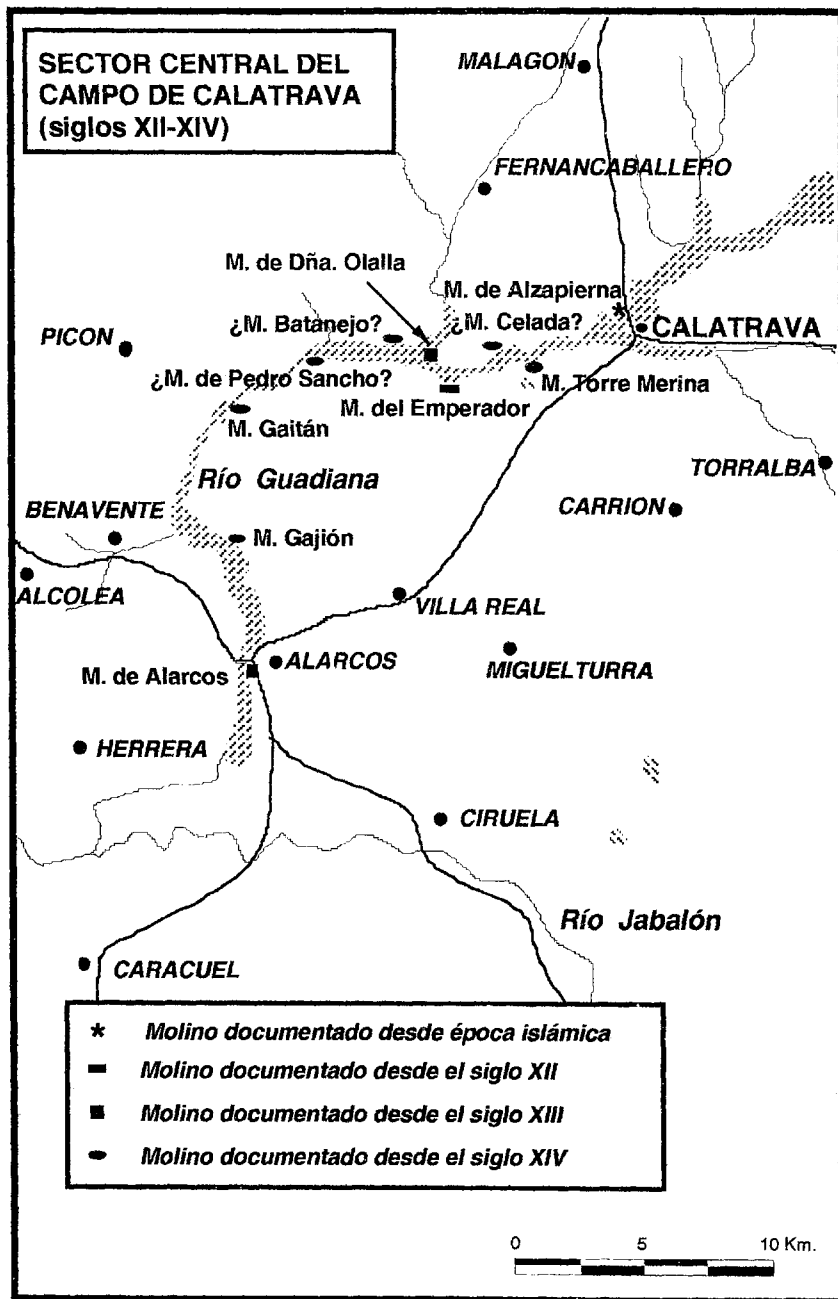 SECTOR CENTRAL DEL
CAMPO DE CALATRAVA
(siglos XII-XIV)
MALAGON
FERNANCABALLERO
M. de Dña. Olalla
M. de Alzapierna
¿M. Batanejo?
¿M. Celada?
CALATRAVA
PICON
¿M. de Pedro Sancho?
M. Torre Merina
M. del Emperador
M. Gaitán
Río Guadiana
TORRALBA
BENAVENTE
CARRION
M. Gajión
ALCOLEA
VILLA REAL
ALARCOS
MIGUELTURRA
M. de Alarcos
HERRERA
CIRUELA
Río Jabalón
CARACUEL
* Molino documentado desde época islámica
Molino documentado desde el siglo XII
Molino documentado desde el siglo XIII
Molino documentado desde el siglo XIV
0 5 10 Km.